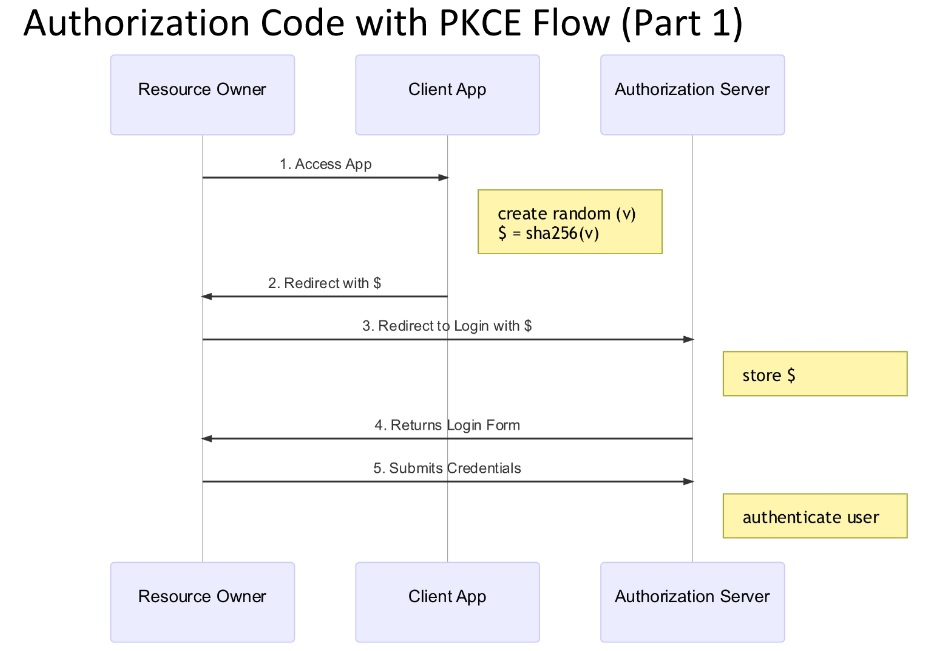 Authorization Code with PKCE Flow (Part 1)
Resource Owner
Client App
Authorization Server
1. Access App
create random (v)
$ = sha256(v)
2. Redirect with $
3. Redirect to Login with $
store $
4. Returns Login Form
5. Submits Credentials
authenticate user
Resource Owner
Client App
Authorization Server